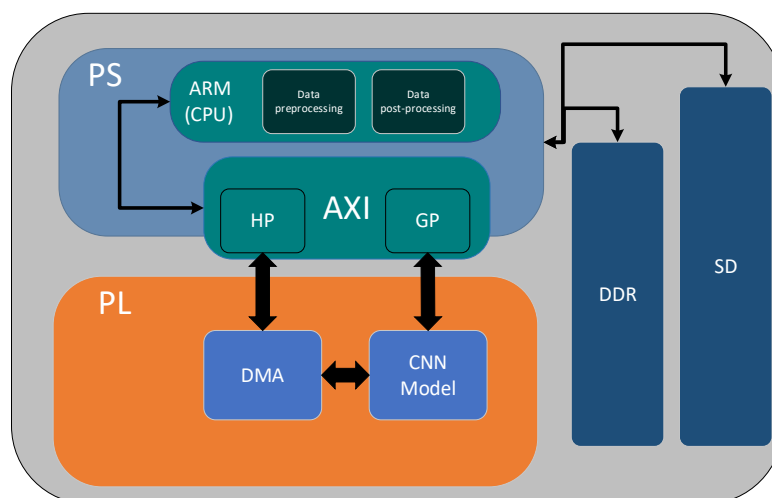 PS
ARM
(CPU)
Data
preprocessing
Data
post-processing
AXI
HP
GP
PL
DMA
CNN
Model
DDR
SD